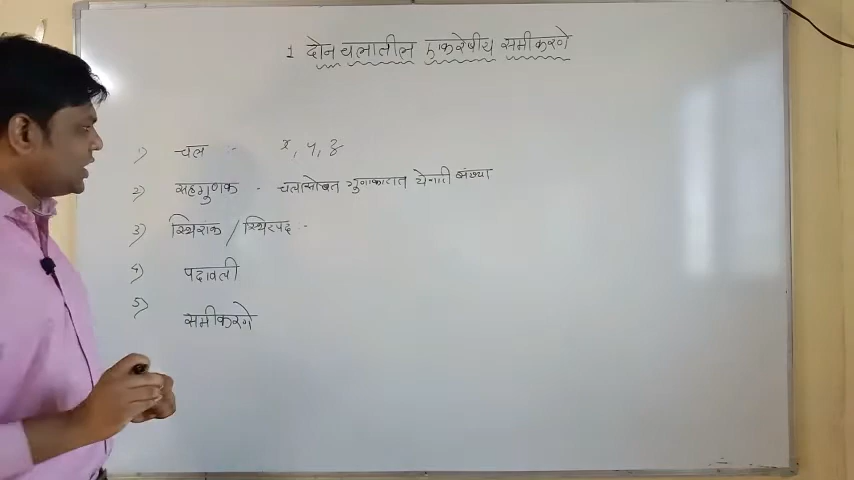 1 दोन चलातील एकरेषीय समीकरणे
1) चल :- x, y, z
2) सहगुणक - चलासोबत गुणाकारात येणारी संख्या
3) स्थिरांक / स्थिरपद :-
4) पदावली
5) समीकरणे